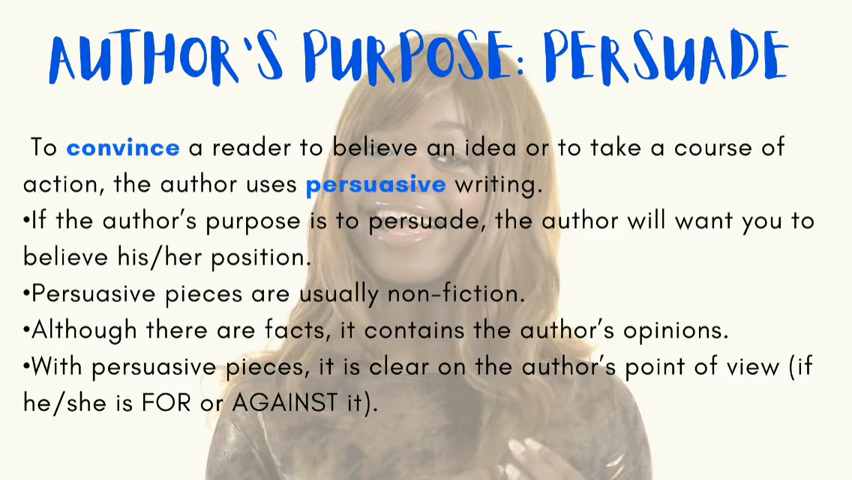 AUTHOR'S PURPOSE: PERSUADE
To convince a reader to believe an idea or to take a course of
action, the author uses persuasive writing.
•If the author's purpose is to persuade, the author will want you to
believe his/her position.
•Persuasive pieces are usually non-fiction.
•Although there are facts, it contains the author's opinions.
•With persuasive pieces, it is clear on the author's point of view (if
he/she is FOR or AGAINST it).